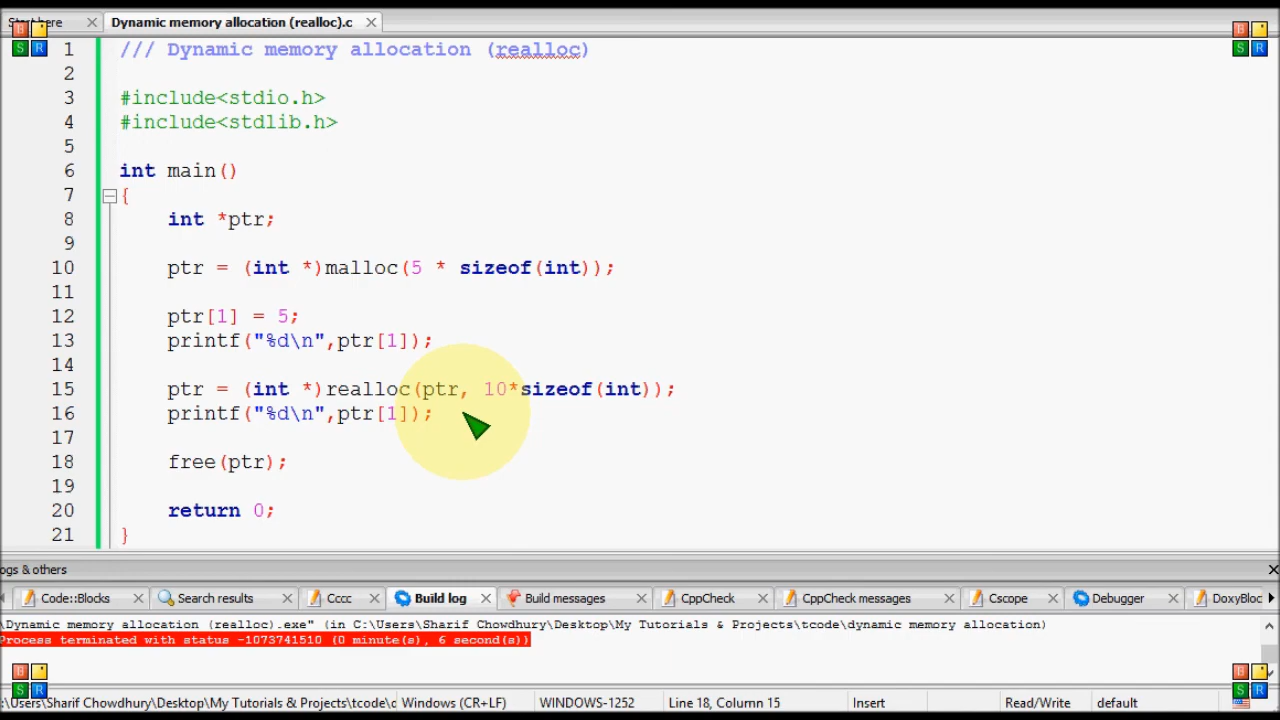 Start here Dynamic memory allocation (realloc).c
1 /// Dynamic memory allocation (realloc)
2
3 #include<stdio.h>
4 #include<stdlib.h>
5
6 int main()
7 {
8 int *ptr;
9
10 ptr = (int *)malloc(5 * sizeof(int));
11
12 ptr[1] = 5;
13 printf("%d\n",ptr[1]);
14
15 ptr = (int *)realloc(ptr, 10*sizeof(int));
16 printf("%d\n",ptr[1]);
17
18 free(ptr);
19
20 return 0;
21 }
ogs & others
Code::Blocks Search results Cccc Build log Build messages CppCheck CppCheck messages Cscope Debugger DoxyBloc
\Dynamic memory allocation (realloc).exe" (in C:\Users\Sharif Chowdhury\Desktop\My Tutorials & Projects\tcode\dynamic memory allocation)
Process terminated with status -1073741510 (0 minute(s), 6 second(s))
:\Users\Sharif Chowdhury\Desktop\My Tutorials & Projects\tcode\d Windows (CR+LF) WINDOWS-1252 Line 18, Column 15 Insert Read/Write default
B
S R
B
S R
B
S R
B
S R